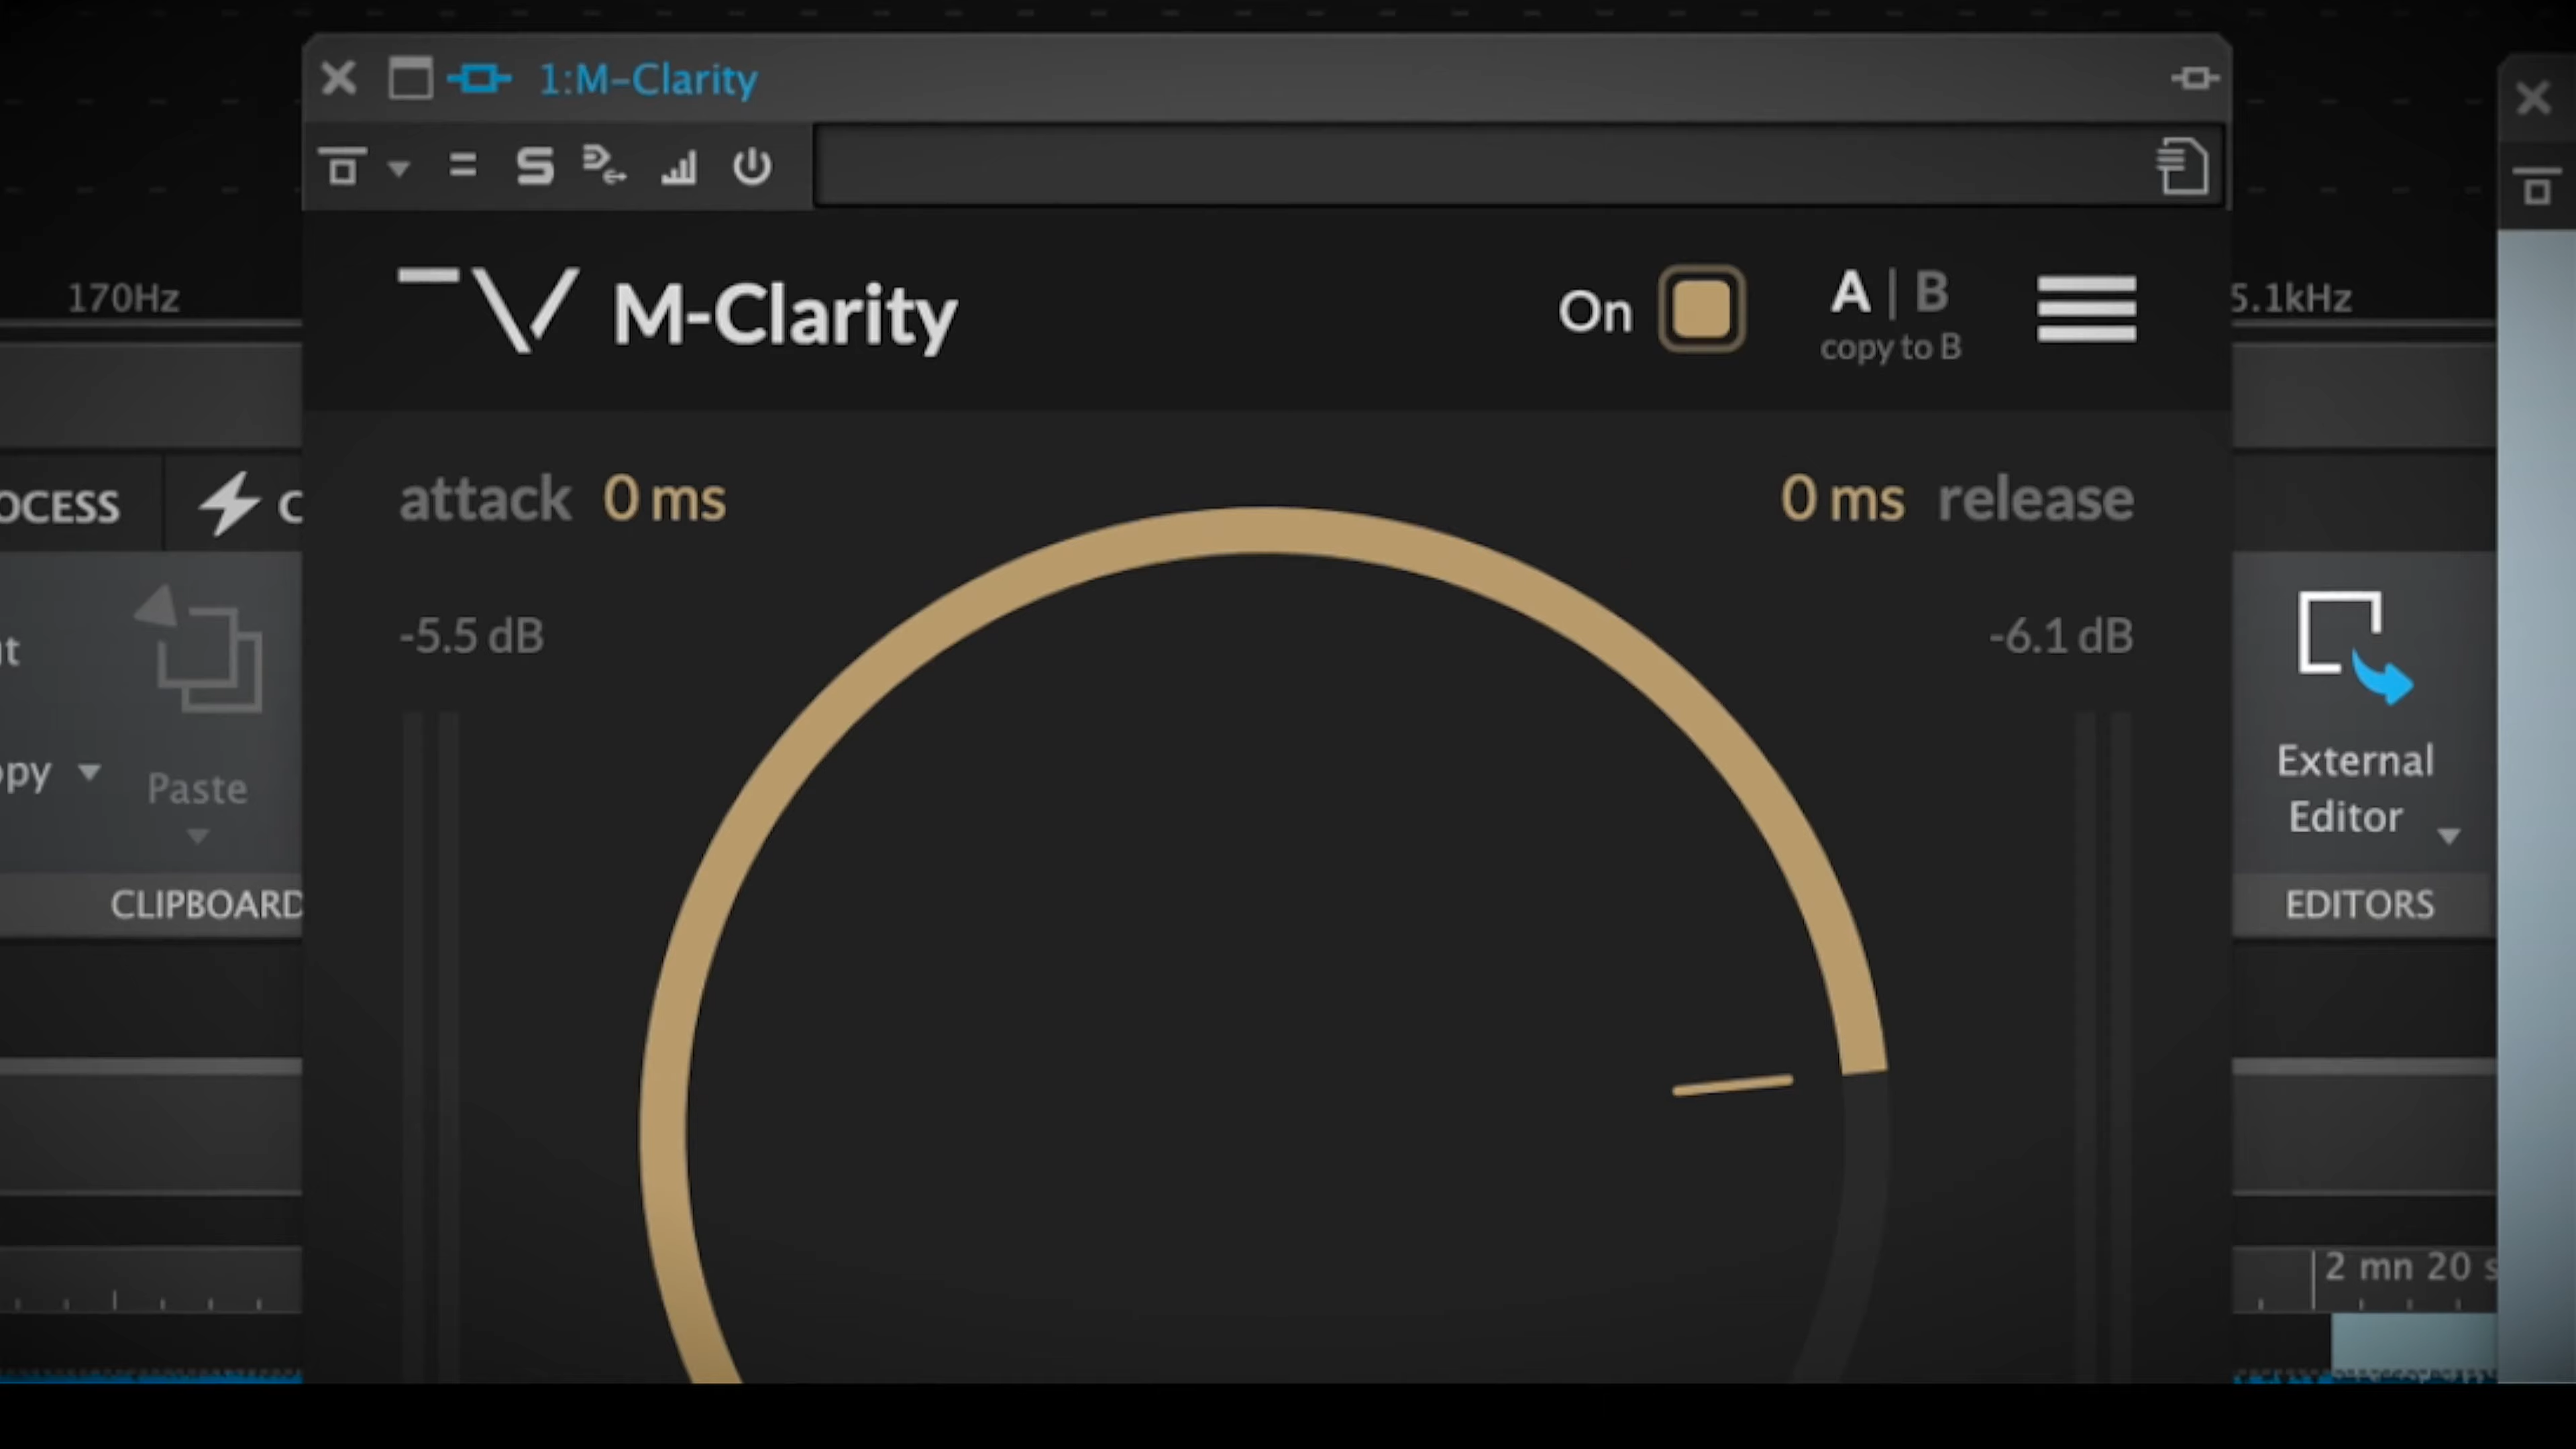 1:M-Clarity
S
M-Clarity
On
A | B
copy to B
170Hz
5.1kHz
attack 0 ms
0 ms release
OCESS
-5.5 dB
-6.1 dB
Paste
External
Editor
CLIPBOARD
EDITORS
2 mn 20 s